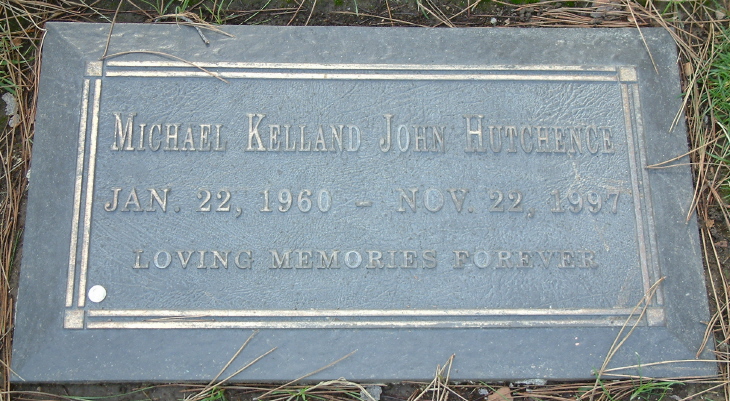 Michael Kelland John Hutchence
JAN. 22, 1960 - NOV. 22, 1997
LOVING MEMORIES FOREVER